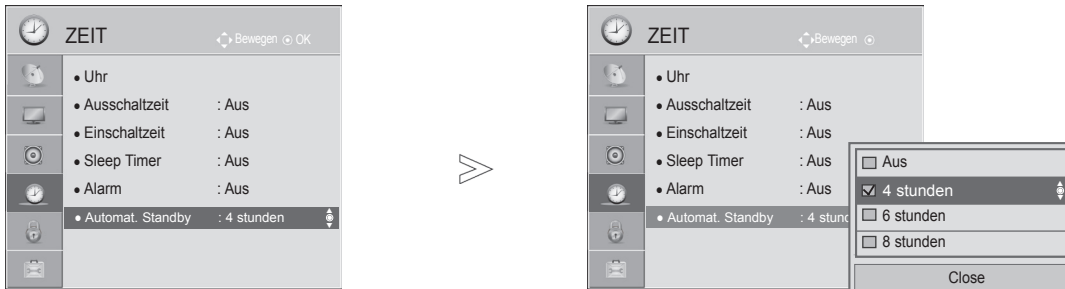 ZEIT
Bewegen OK
• Uhr
• Ausschaltzeit : Aus
• Einschaltzeit : Aus
• Sleep Timer : Aus
• Alarm : Aus
• Automat. Standby : 4 stunden
ZEIT
Bewegen
• Uhr
• Ausschaltzeit : Aus
• Einschaltzeit : Aus
• Sleep Timer : Aus
• Alarm : Aus
• Automat. Standby : 4 stund
Aus
4 stunden
6 stunden
8 stunden
Close